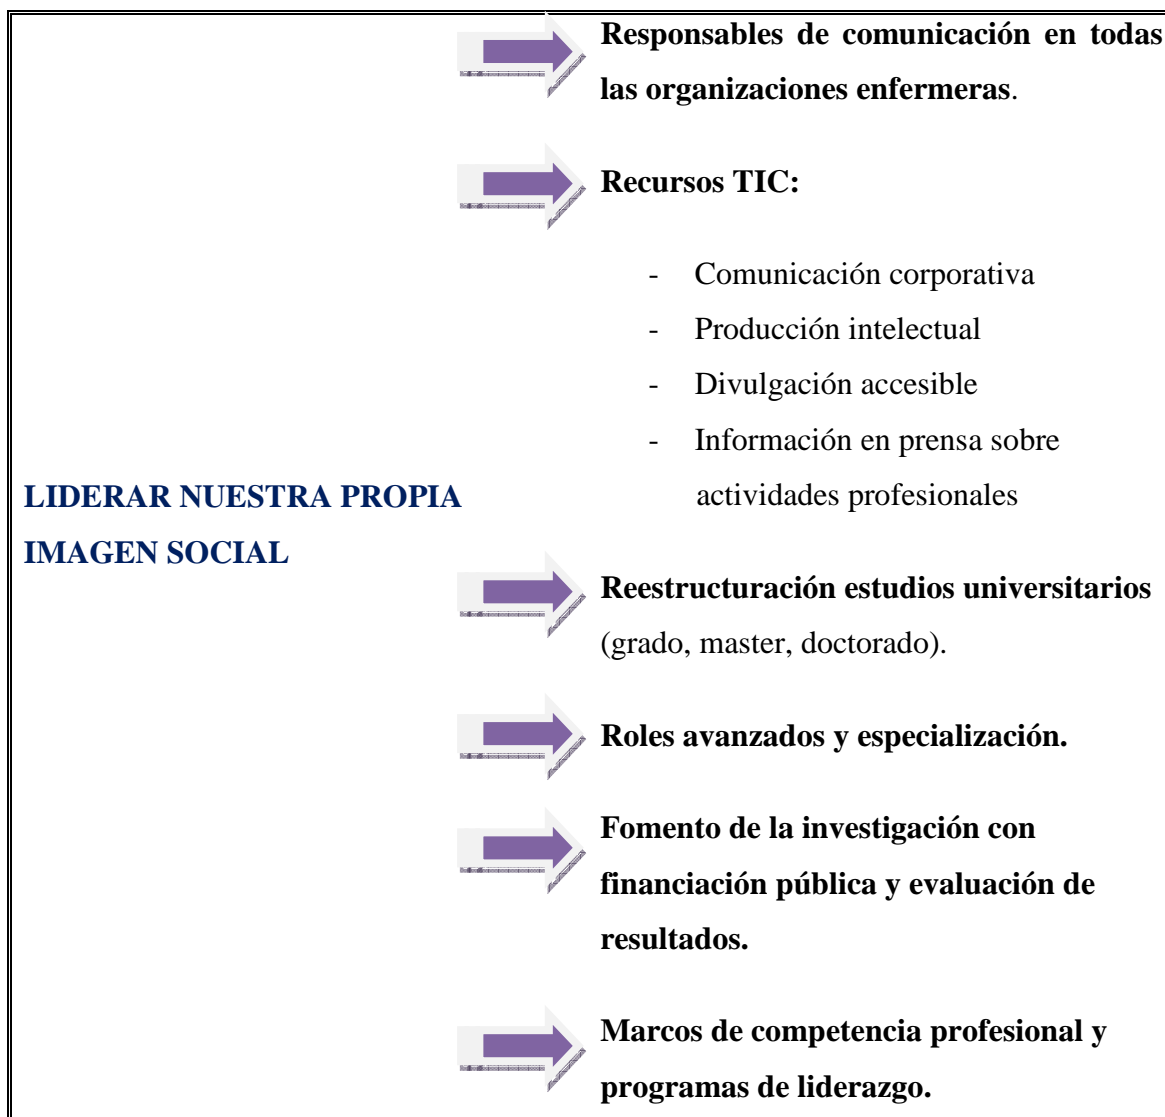 Responsables de comunicación en todas
las organizaciones enfermeras.
Recursos TIC:
- Comunicación corporativa
- Producción intelectual
- Divulgación accesible
- Información en prensa sobre
actividades profesionales
LIDERAR NUESTRA PROPIA
IMAGEN SOCIAL
Reestructuración estudios universitarios
(grado, master, doctorado).
Roles avanzados y especialización.
Fomento de la investigación con
financiación pública y evaluación de
resultados.
Marcos de competencia profesional y
programas de liderazgo.